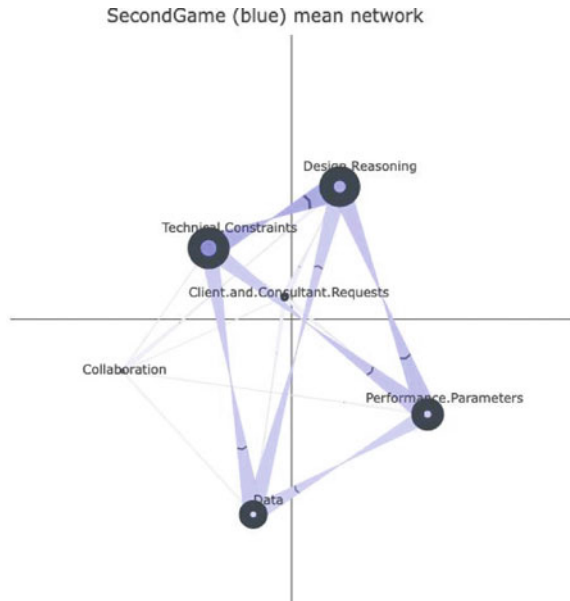 SecondGame (blue) mean network
Design.Reasoning
Technical.Constraints
Client.and.Consultant.Requests
Collaboration
Performance.Parameters
Data